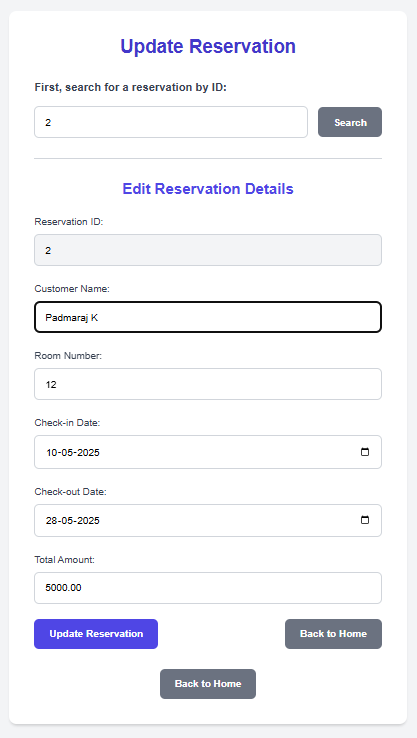 Update Reservation
First, search for a reservation by ID:
2
Search
Edit Reservation Details
Reservation ID:
2
Customer Name:
Padmaraj K
Room Number:
12
Check-in Date:
10-05-2025
Check-out Date:
28-05-2025
Total Amount:
5000.00
Update Reservation
Back to Home
Back to Home